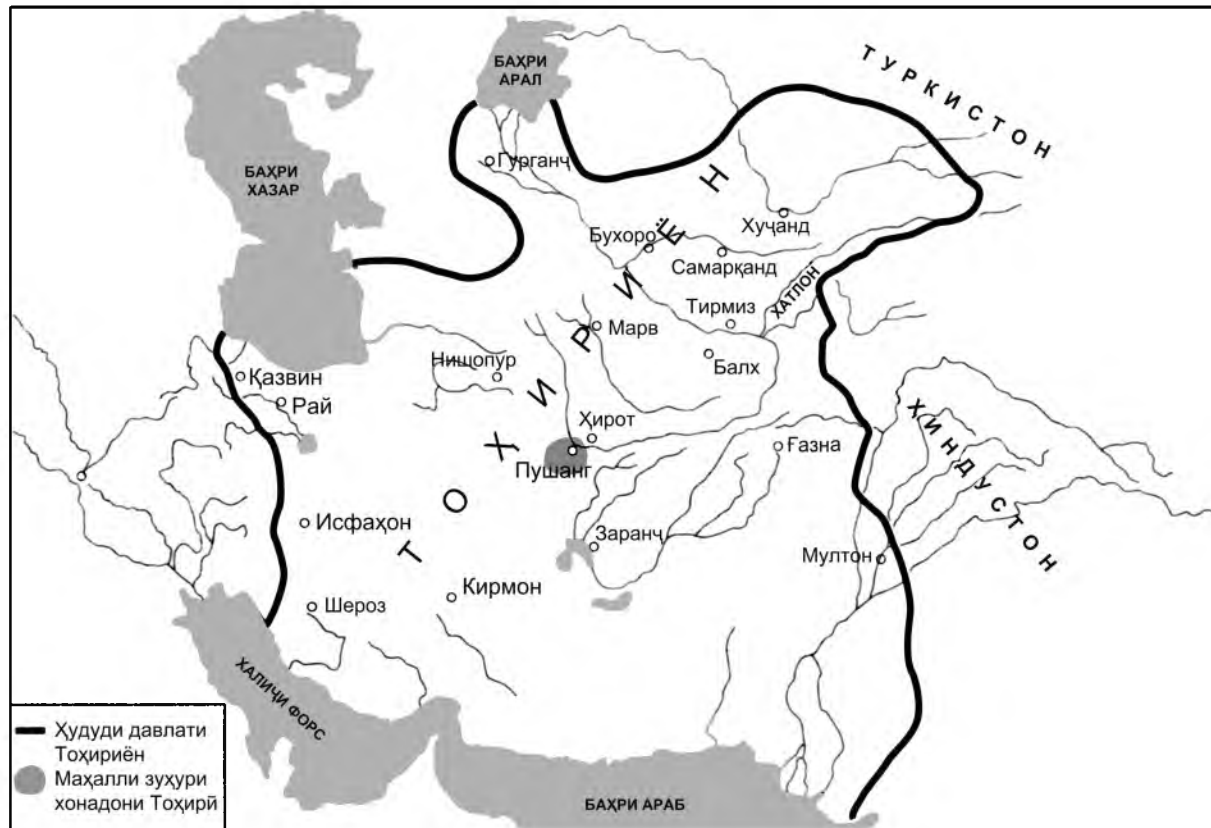 БАҲРИ
АРАЛ
ТУРКИСТОН
БАҲРИ
ХАЗАР
Гурганҷ
Хуҷанд
Бухоро
Самарқанд
ХАТЛОН
Тирмиз
Марв
Балх
Нишопур
Қазвин
Рай
Ҳирот
Пушанг
Ғазна
ҲИНДУСТОН
ТОҲИРИЁН
Исфаҳон
Заранҷ
Мултон
Кирмон
Шероз
ХАЛИҶИ ФОРС
БАҲРИ АРАБ
Ҳудуди давлати
Тоҳириён
Маҳалли зуҳури
хонадони Тоҳирӣ